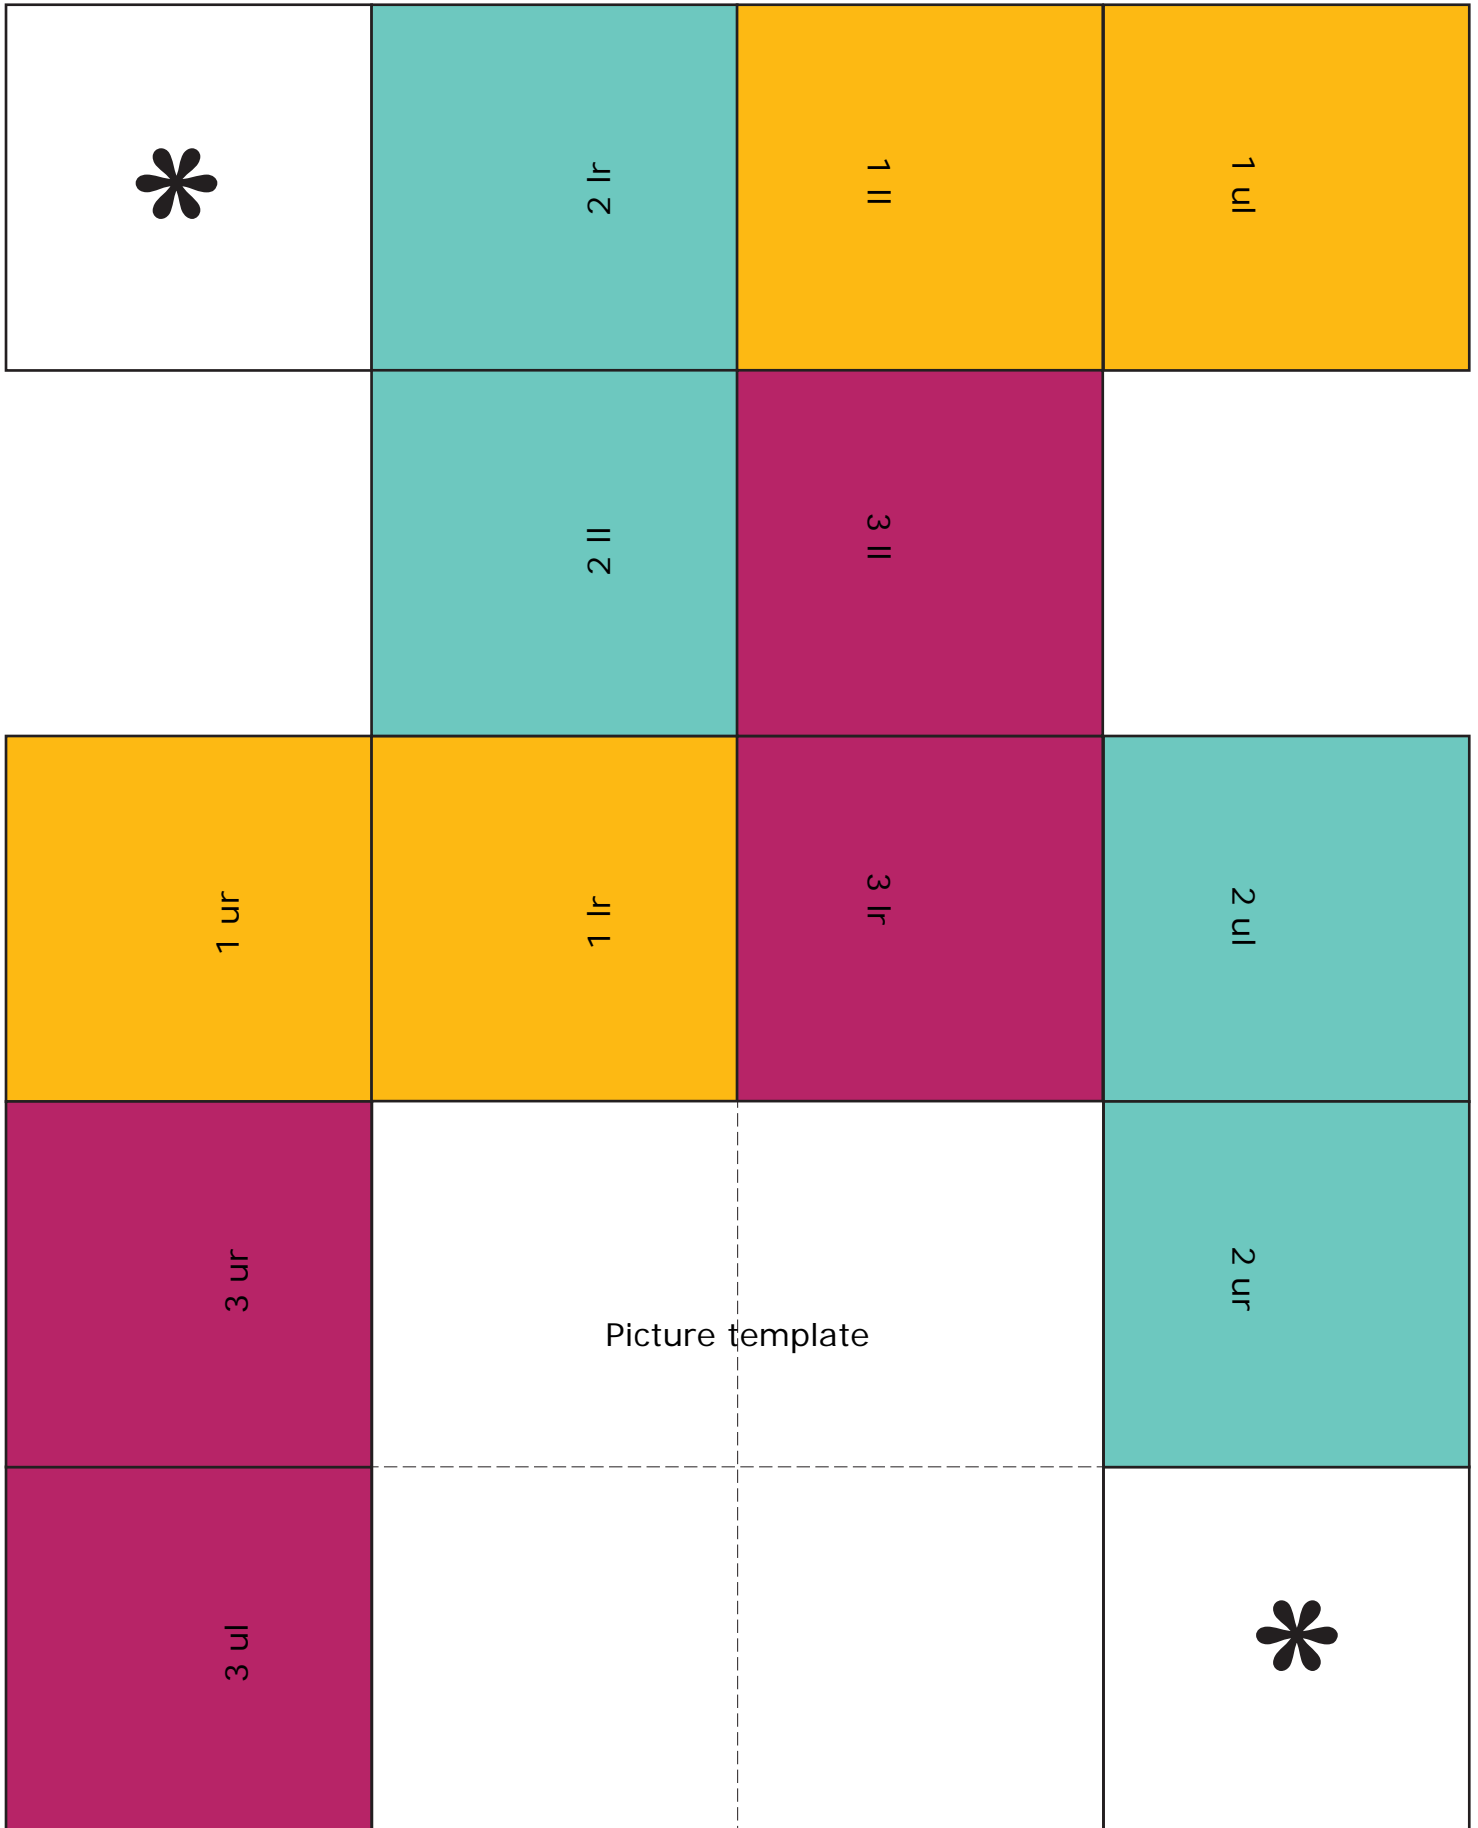 *
2 lr
1 ll
1 ul
2 ll
3 ll
1 ur
1 lr
3 lr
2 ul
3 ur
Picture template
2 ur
3 ul
*